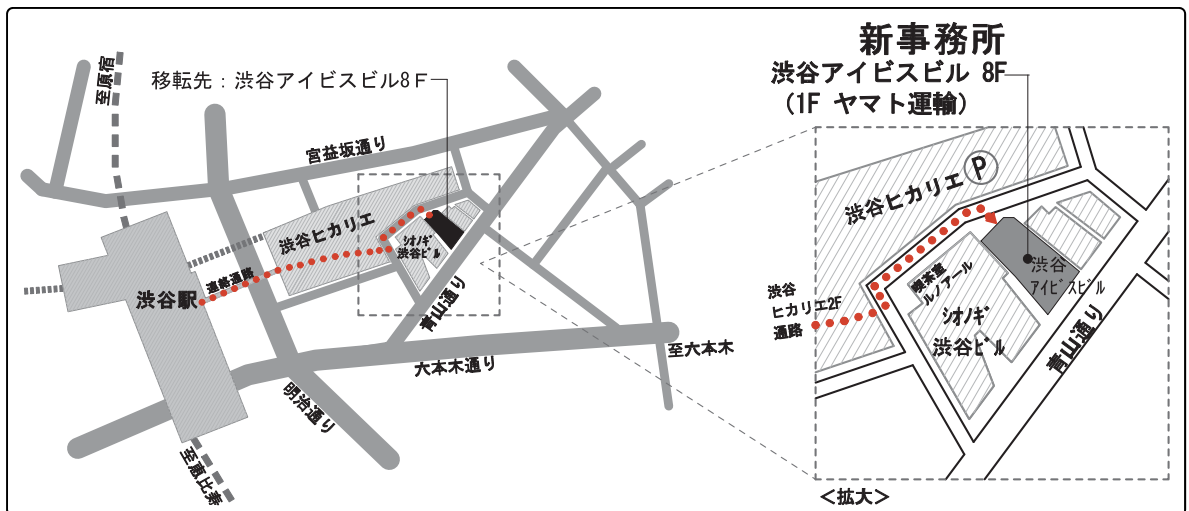 新事務所
渋谷アイビスビル 8F
（1F ヤマト運輸）
移転先：渋谷アイビスビル8F
至原宿
宮益坂通り
渋谷ヒカリエ
連絡通路
渋谷駅
ｼｵﾉｷﾞ
渋谷ﾋﾞﾙ
青山通り
六本木通り
至六本木
明治通り
至恵比寿
渋谷ヒカリエ
P
渋谷
ヒカリエ2F
通路
喫茶室
ルノアール
ｼｵﾉｷﾞ
渋谷ﾋﾞﾙ
渋谷
ｱｲﾋﾞｽﾋﾞﾙ
青山通り
＜拡大＞